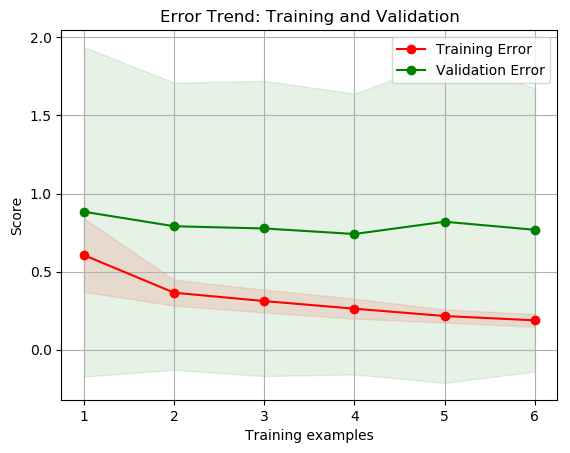 Error Trend: Training and Validation
Training Error
Validation Error
2.0
1.5
1.0
0.5
0.0
Score
1 2 3 4 5 6
Training examples